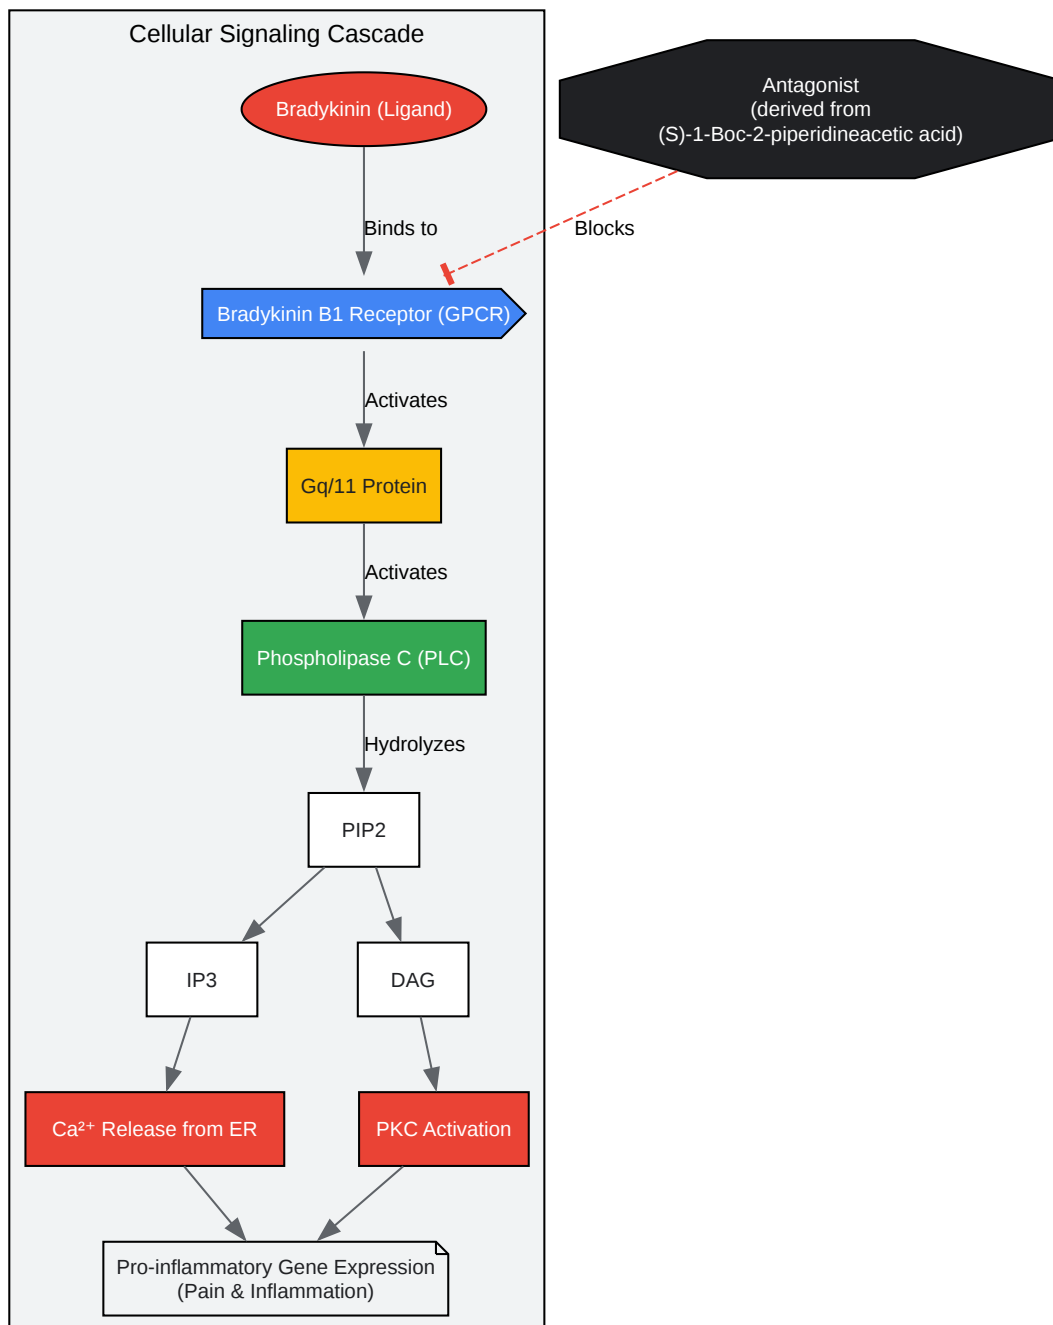 Cellular Signaling Cascade
Bradykinin (Ligand)
Antagonist
(derived from
(S)-1-Boc-2-piperidineacetic acid)
Binds to
Blocks
Bradykinin B1 Receptor (GPCR)
Activates
Gq/11 Protein
Activates
Phospholipase C (PLC)
Hydrolyzes
PIP2
IP3
DAG
Ca²⁺ Release from ER
PKC Activation
Pro-inflammatory Gene Expression
(Pain & Inflammation)